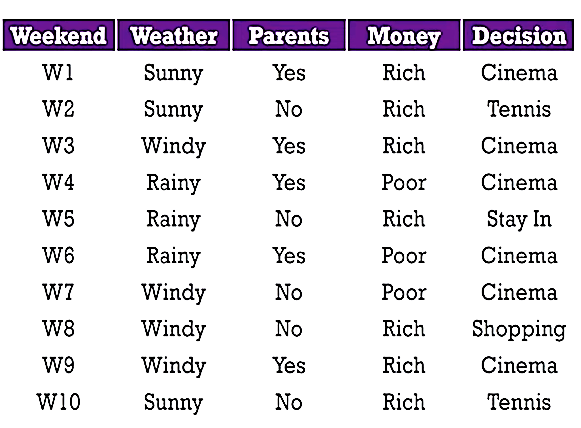 Weekend Weather Parents Money Decision
W1 Sunny Yes Rich Cinema
W2 Sunny No Rich Tennis
W3 Windy Yes Rich Cinema
W4 Rainy Yes Poor Cinema
W5 Rainy No Rich Stay In
W6 Rainy Yes Poor Cinema
W7 Windy No Poor Cinema
W8 Windy No Rich Shopping
W9 Windy Yes Rich Cinema
W10 Sunny No Rich Tennis